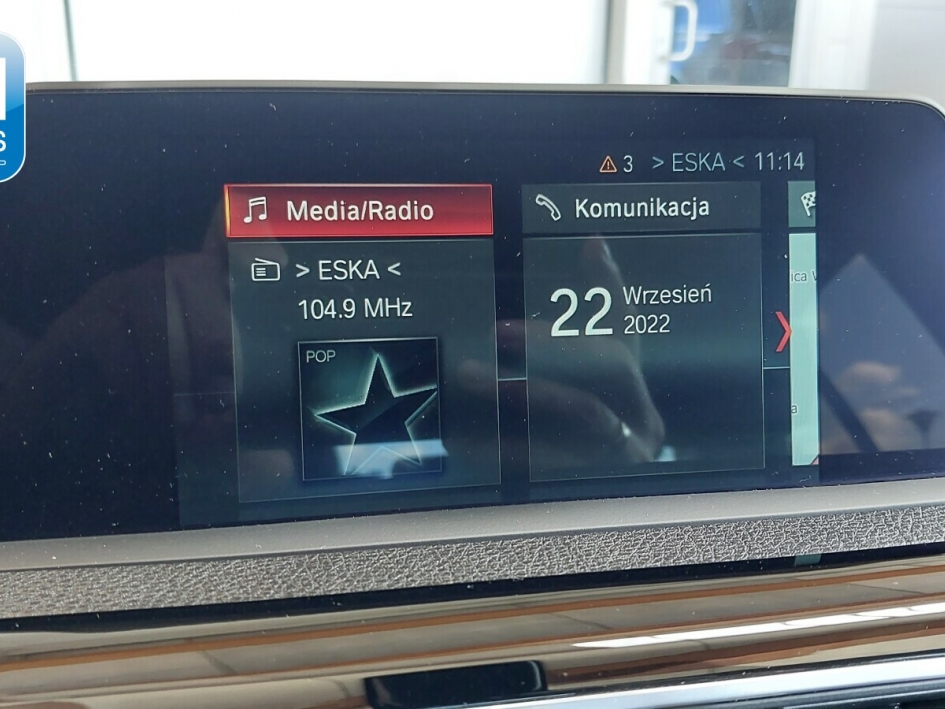 3 > ESKA < 11:14
Media/Radio
> ESKA <
104.9 MHz
POP
Komunikacja
22
Wrzesień
2022